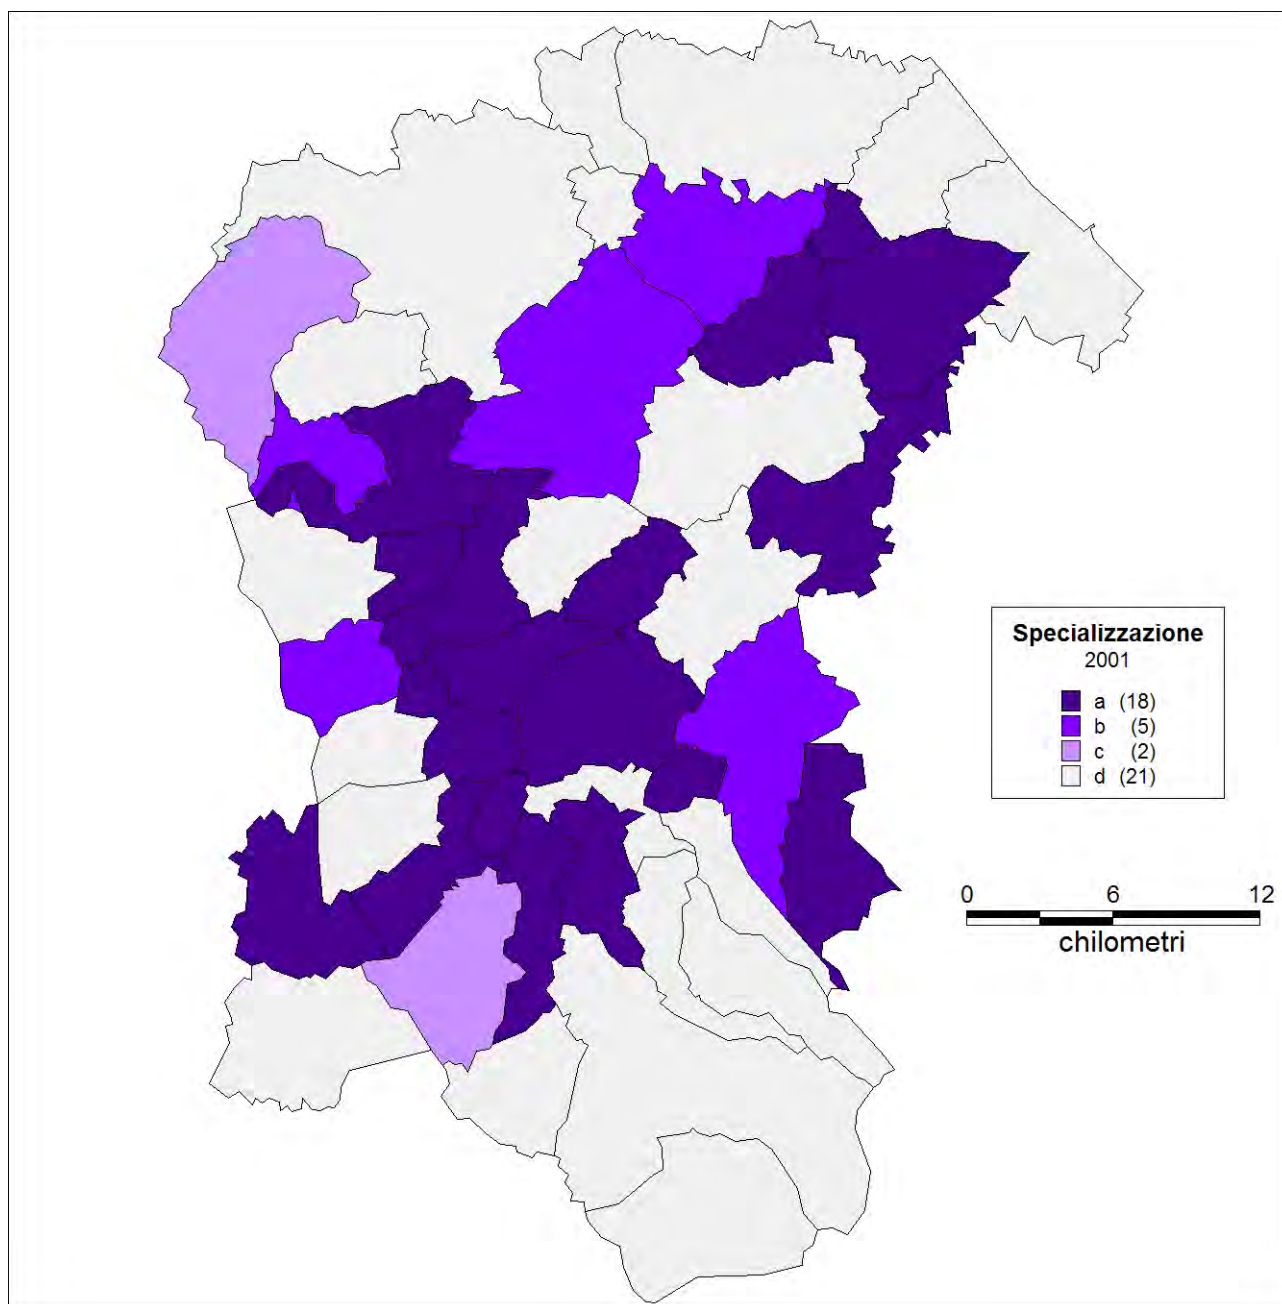 Specializzazione
2001
a (18)
b (5)
c (2)
d (21)
0 6 12
chilometri